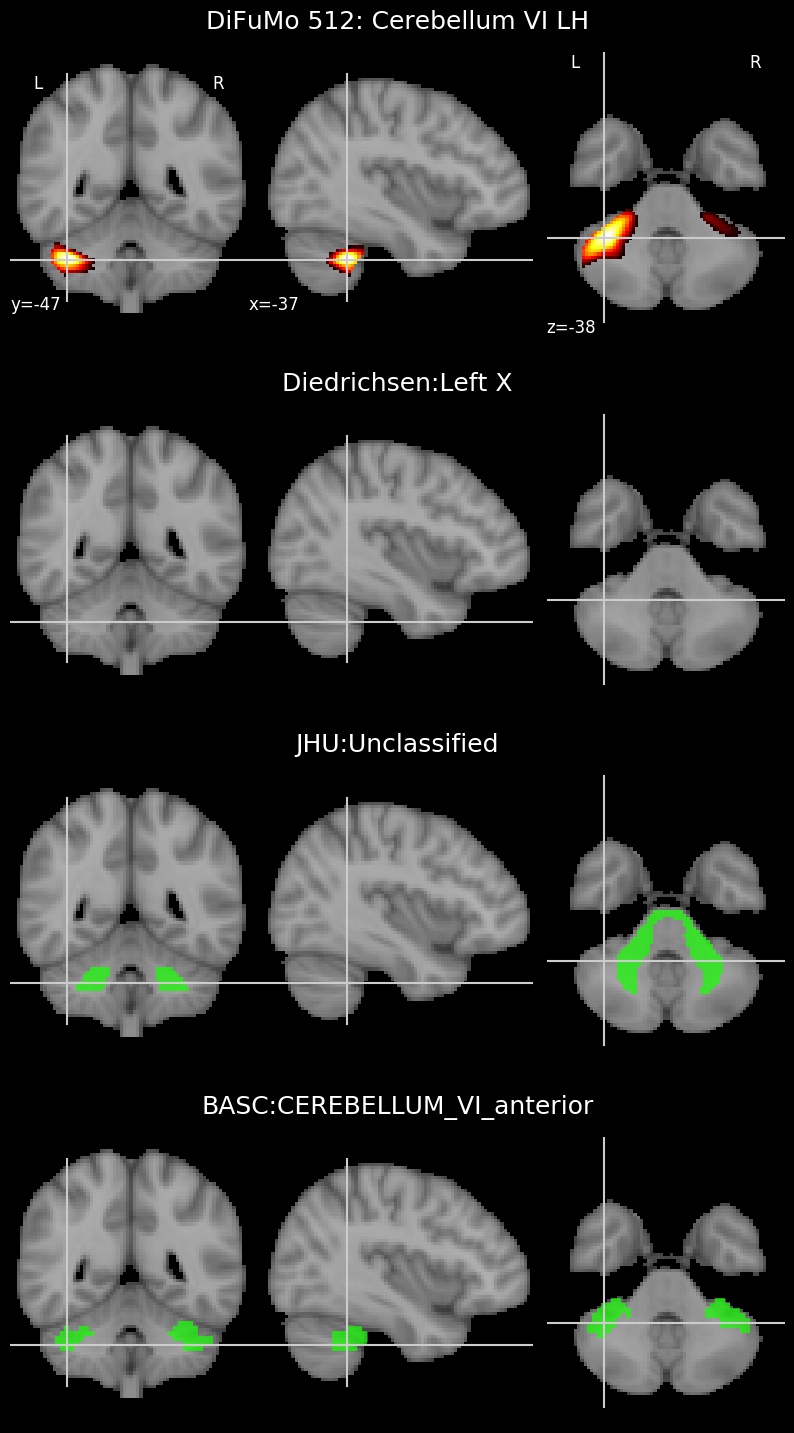 DiFuMo 512: Cerebellum VI LH
L R L R
y=-47 x=-37 z=-38
Diedrichsen:Left X
JHU:Unclassified
BASC:CEREBELLUM_VI_anterior